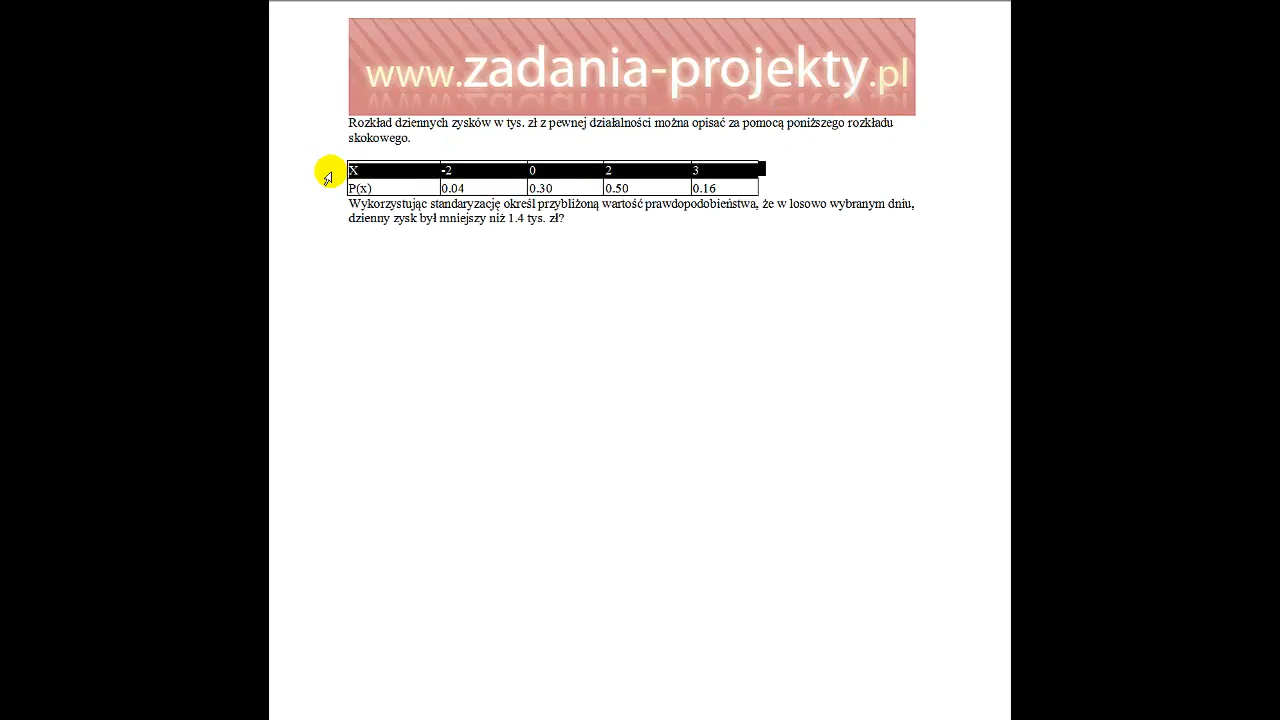 www.zadania-projekty.pl
Rozkład dziennych zysków w tys. zł z pewnej działalności można opisać za pomocą poniższego rozkładu
skokowego.
X -2 0 2 3
P(x) 0.04 0.30 0.50 0.16
Wykorzystując standaryzację określ przybliżoną wartość prawdopodobieństwa, że w losowo wybranym dniu,
dzienny zysk był mniejszy niż 1.4 tys. zł?